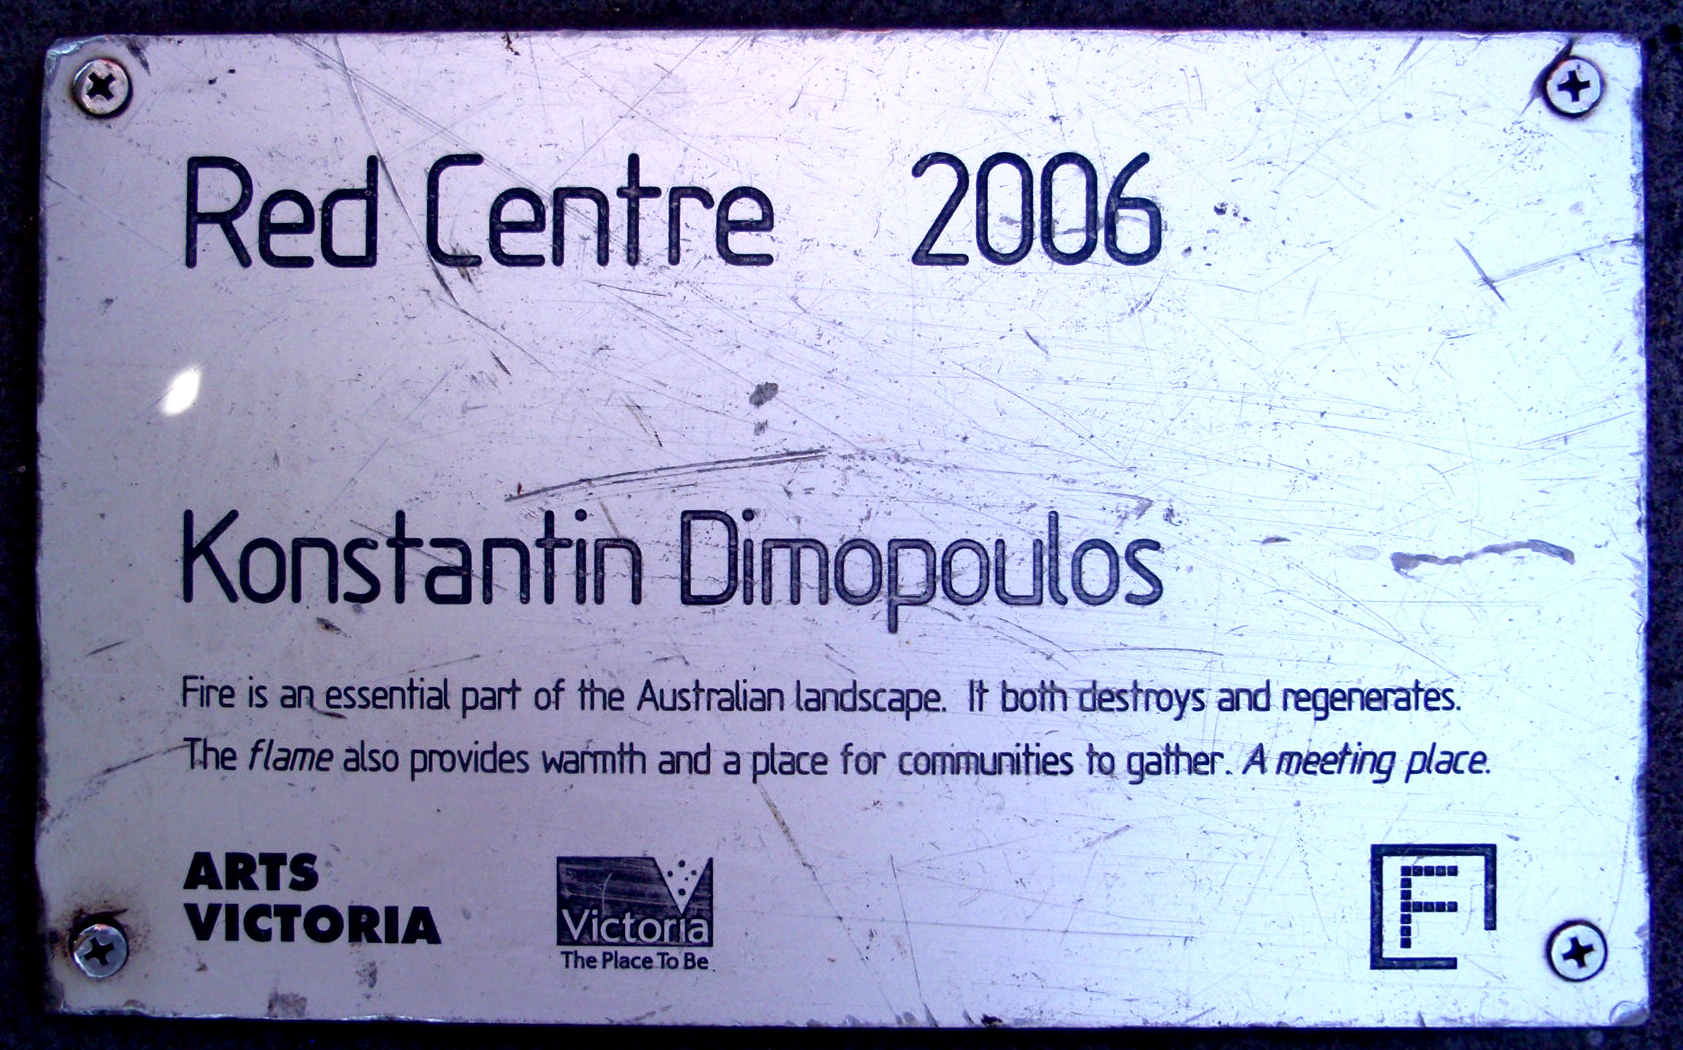 Red Centre 2006
Konstantin Dimopoulos
Fire is an essential part of the Australian landscape. It both destroys and regenerates.
The flame also provides warmth and a place for communities to gather. A meeting place.
ARTS
VICTORIA
Victoria
The Place To Be
F